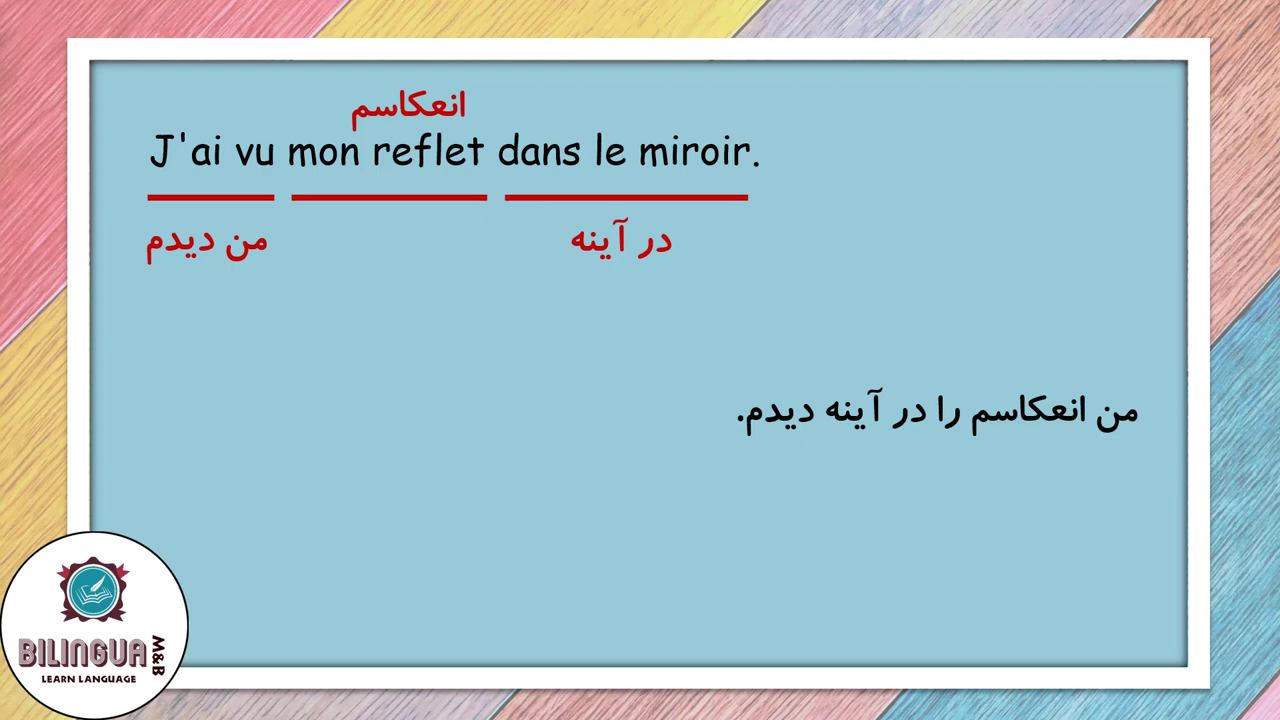 انعکاسم
J'ai vu mon reflet dans le miroir.
من دیدم
در آینه
من انعکاسم را در آینه دیدم.
BILINGUA
M&B
LEARN LANGUAGE